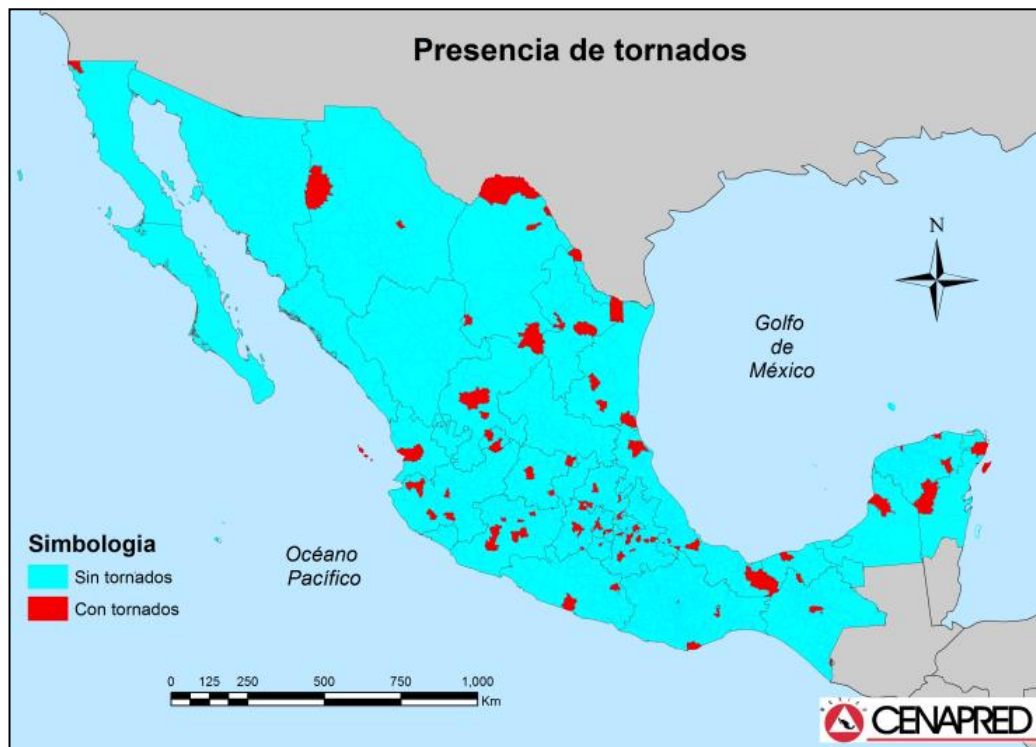 Presencia de tornados
N
Golfo
de
México
Océano
Pacífico
Simbologia
Sin tornados
Con tornados
0 125 250 500 750 1,000
Km
CENAPRED